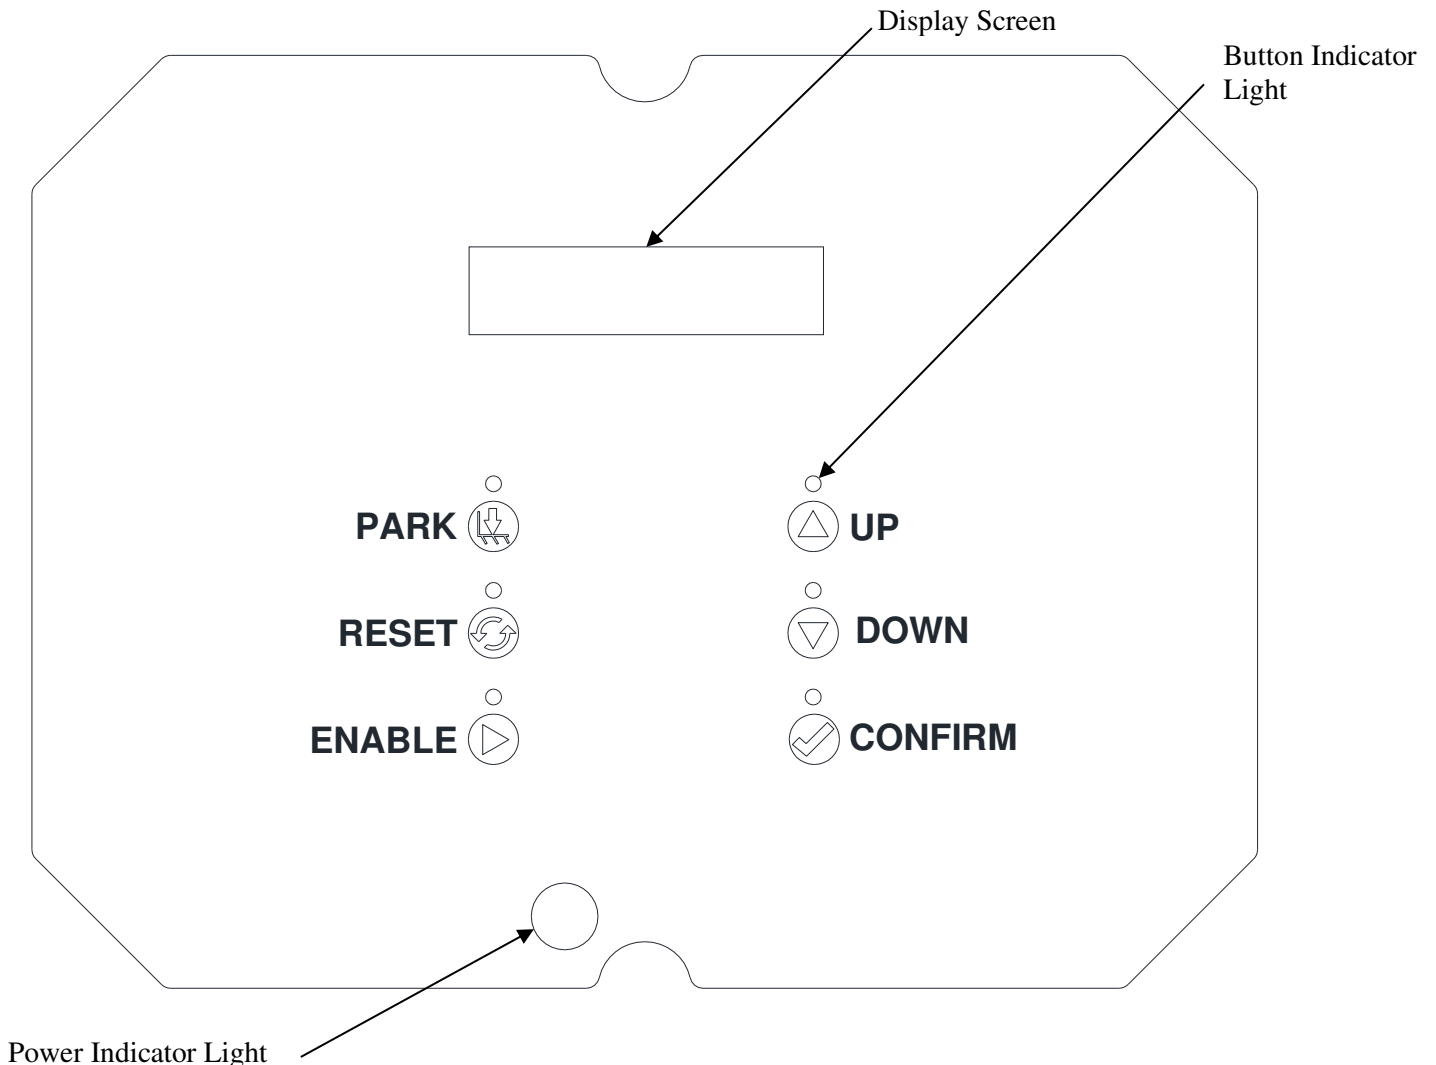 Display Screen
Button Indicator
Light
PARK
UP
RESET
DOWN
ENABLE
CONFIRM
Power Indicator Light